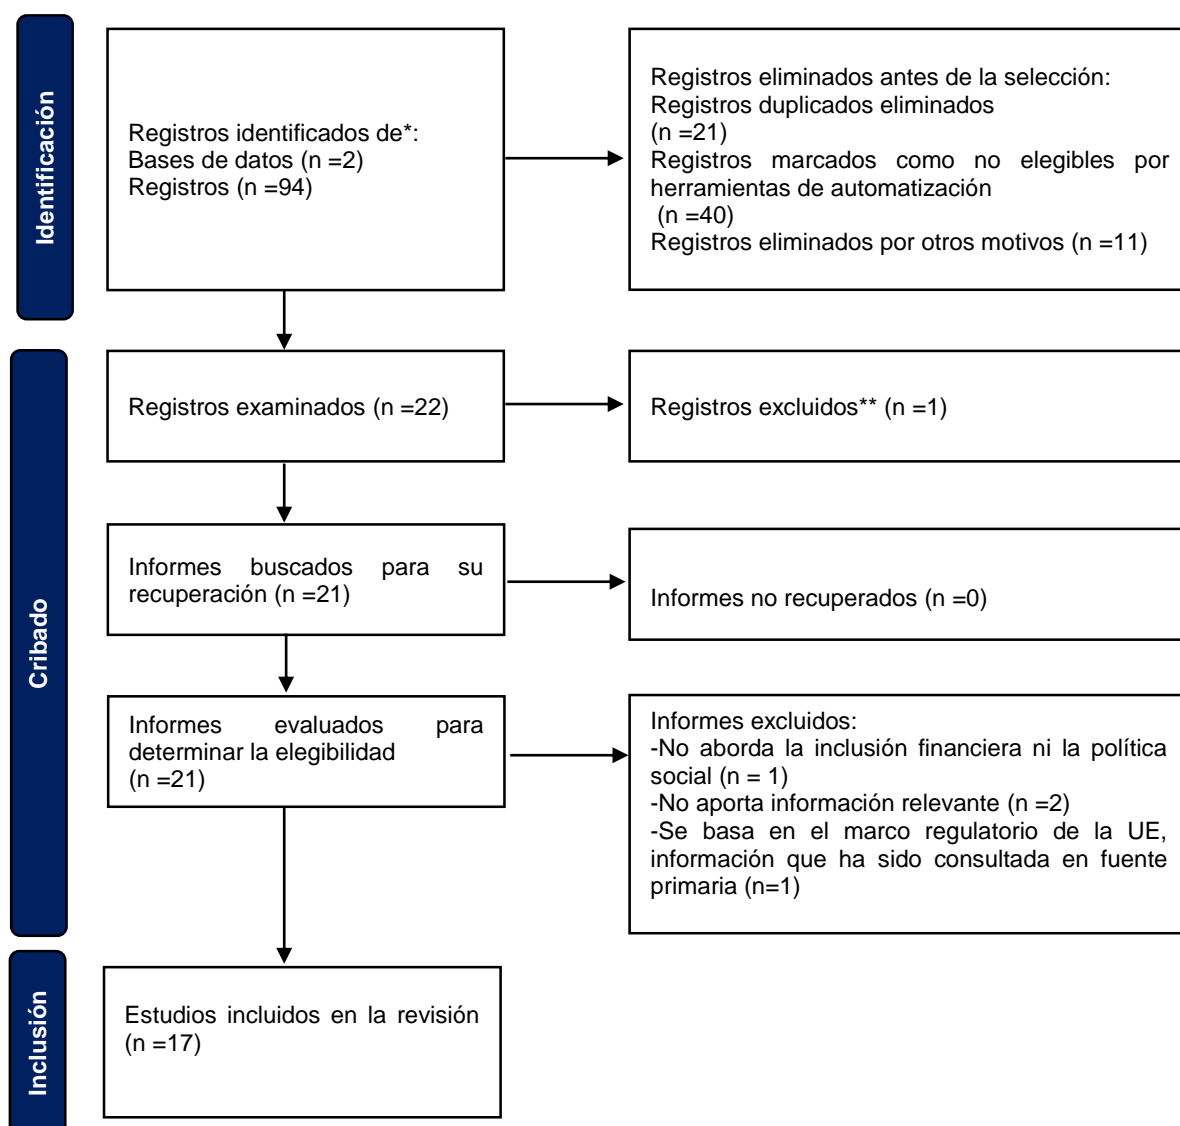 Identificación
Registros identificados de*:
Bases de datos (n =2)
Registros (n =94)
Registros eliminados antes de la selección:
Registros duplicados eliminados
(n =21)
Registros marcados como no elegibles por
herramientas de automatización
(n =40)
Registros eliminados por otros motivos (n =11)
Cribado
Registros examinados (n =22)
Registros excluidos** (n =1)
Informes buscados para su
recuperación (n =21)
Informes no recuperados (n =0)
Informes evaluados para
determinar la elegibilidad
(n =21)
Informes excluidos:
-No aborda la inclusión financiera ni la política
social (n = 1)
-No aporta información relevante (n =2)
-Se basa en el marco regulatorio de la UE,
información que ha sido consultada en fuente
primaria (n=1)
Inclusión
Estudios incluidos en la revisión
(n =17)